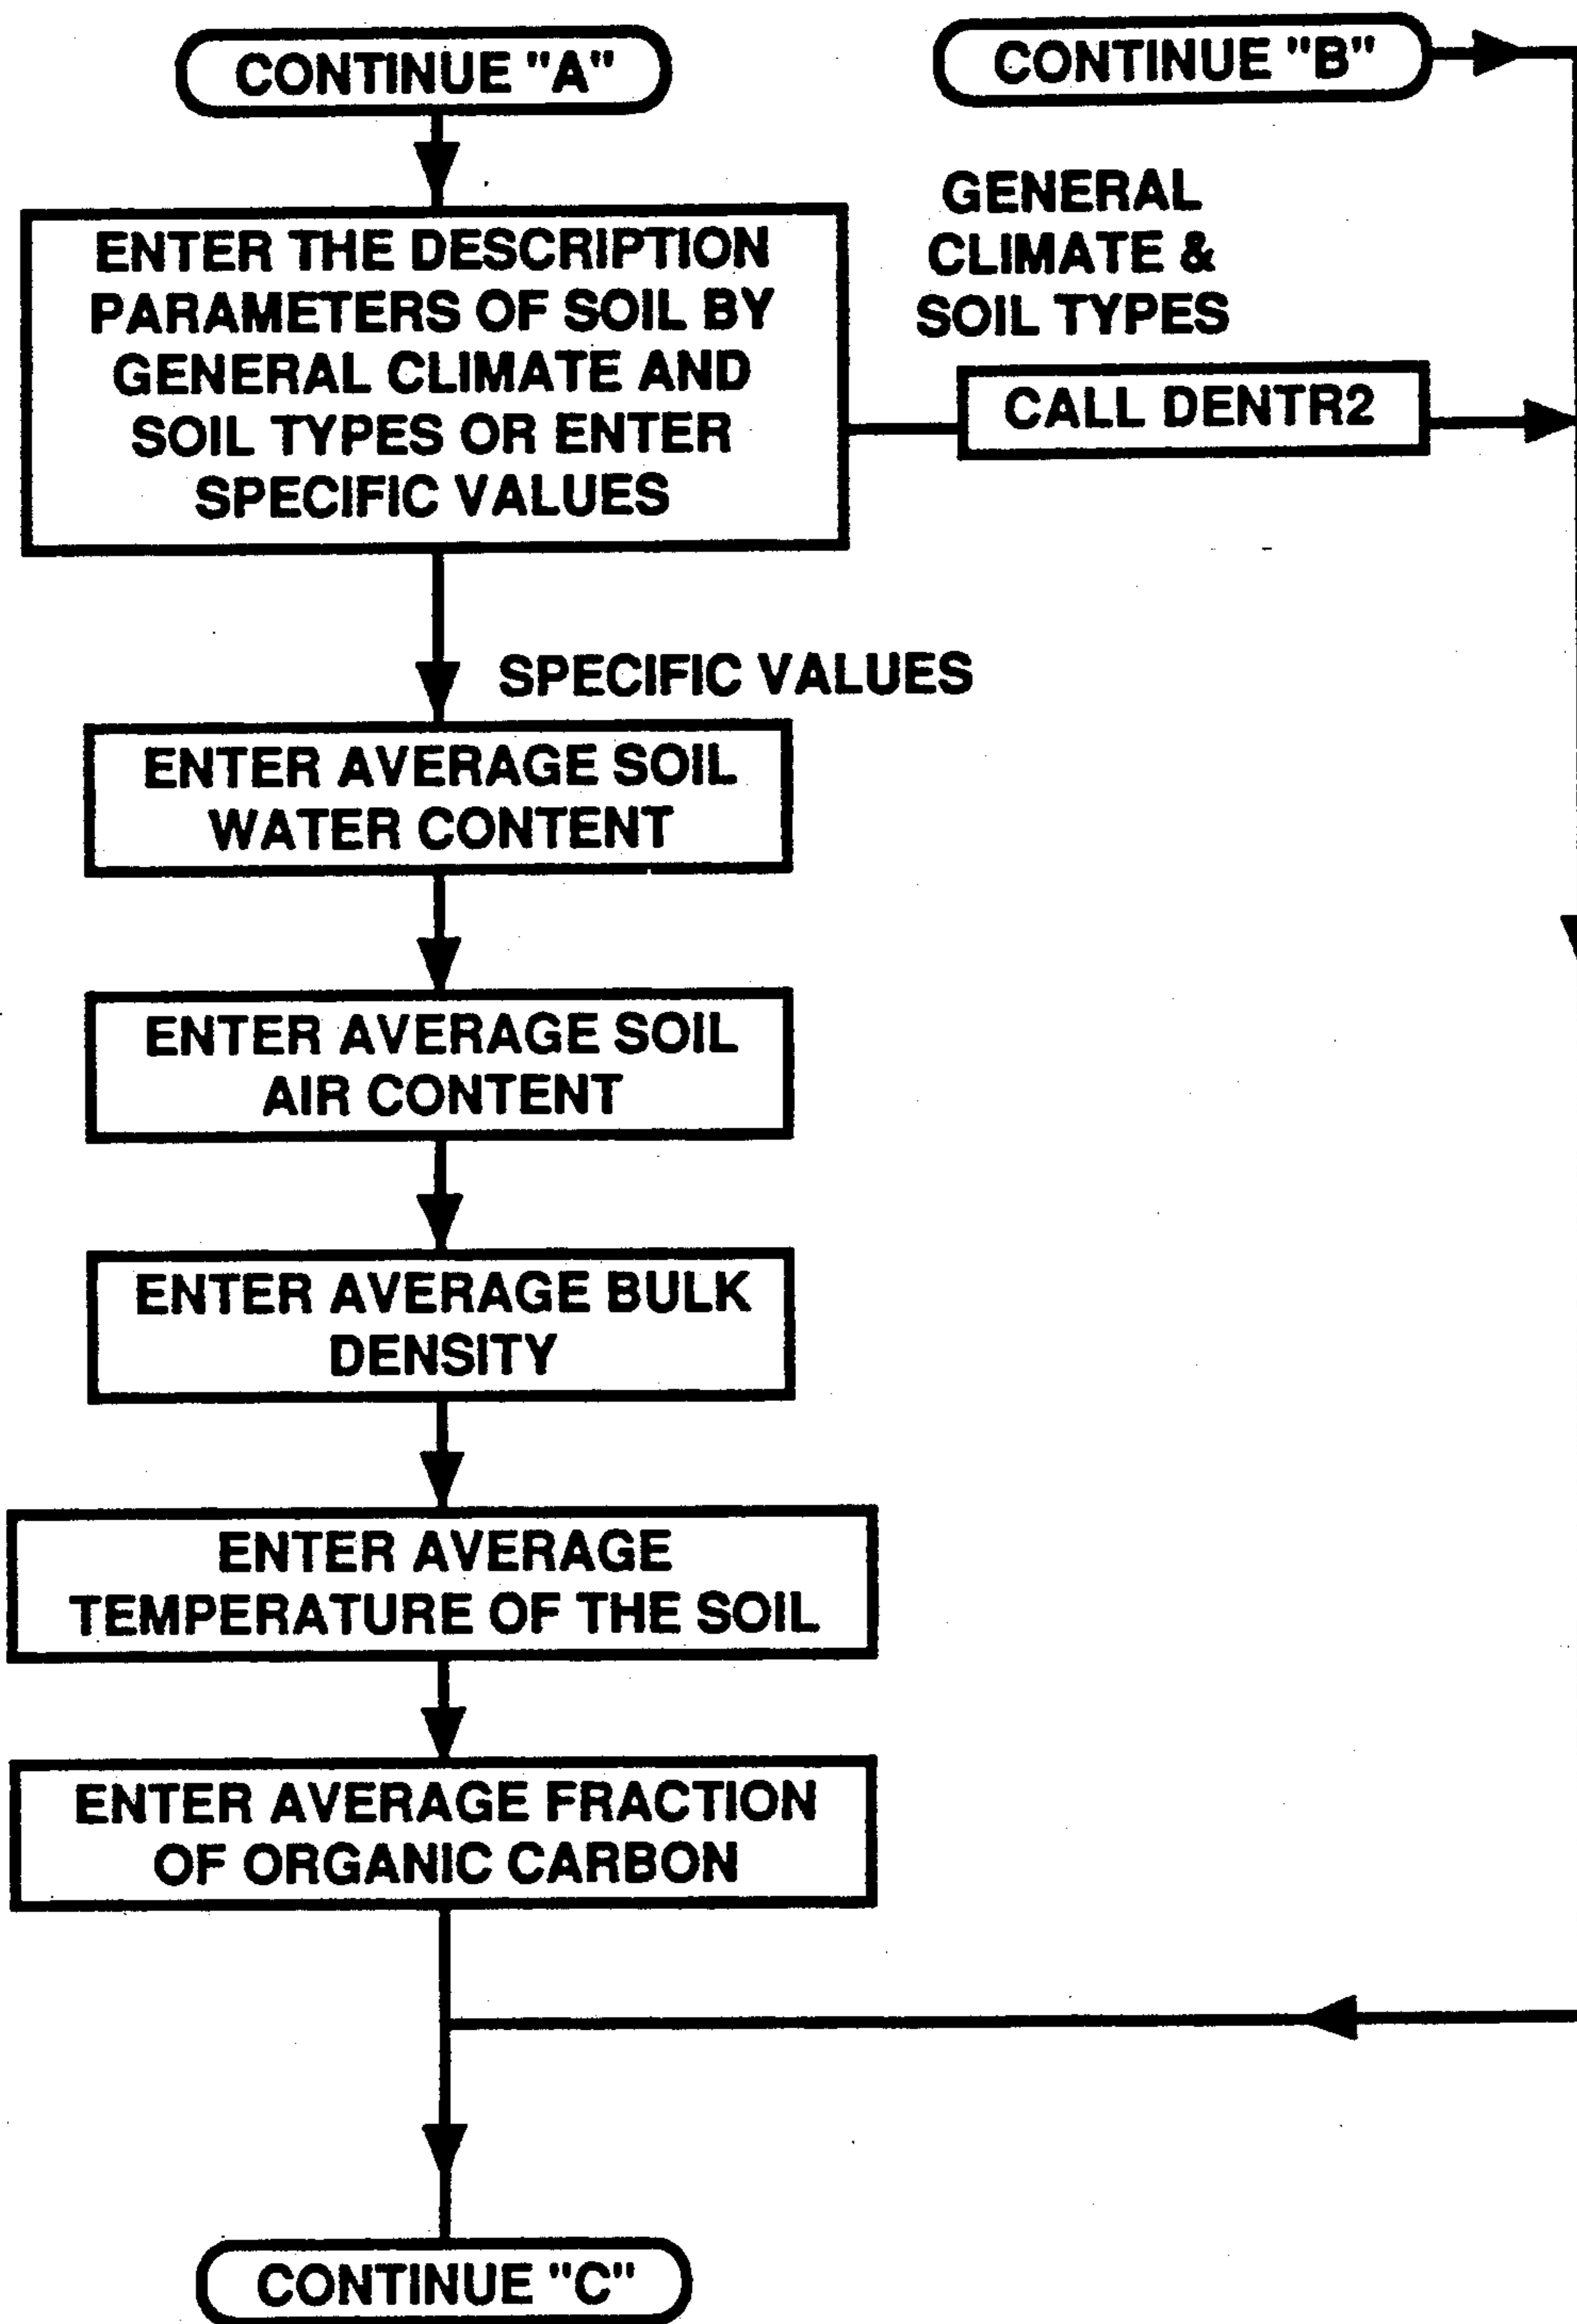 CONTINUE "A"
CONTINUE "B"
ENTER THE DESCRIPTION
PARAMETERS OF SOIL BY
GENERAL CLIMATE AND
SOIL TYPES OR ENTER
SPECIFIC VALUES
GENERAL
CLIMATE &
SOIL TYPES
CALL DENTR2
SPECIFIC VALUES
ENTER AVERAGE SOIL
WATER CONTENT
ENTER AVERAGE SOIL
AIR CONTENT
ENTER AVERAGE BULK
DENSITY
ENTER AVERAGE
TEMPERATURE OF THE SOIL
ENTER AVERAGE FRACTION
OF ORGANIC CARBON
CONTINUE "C"